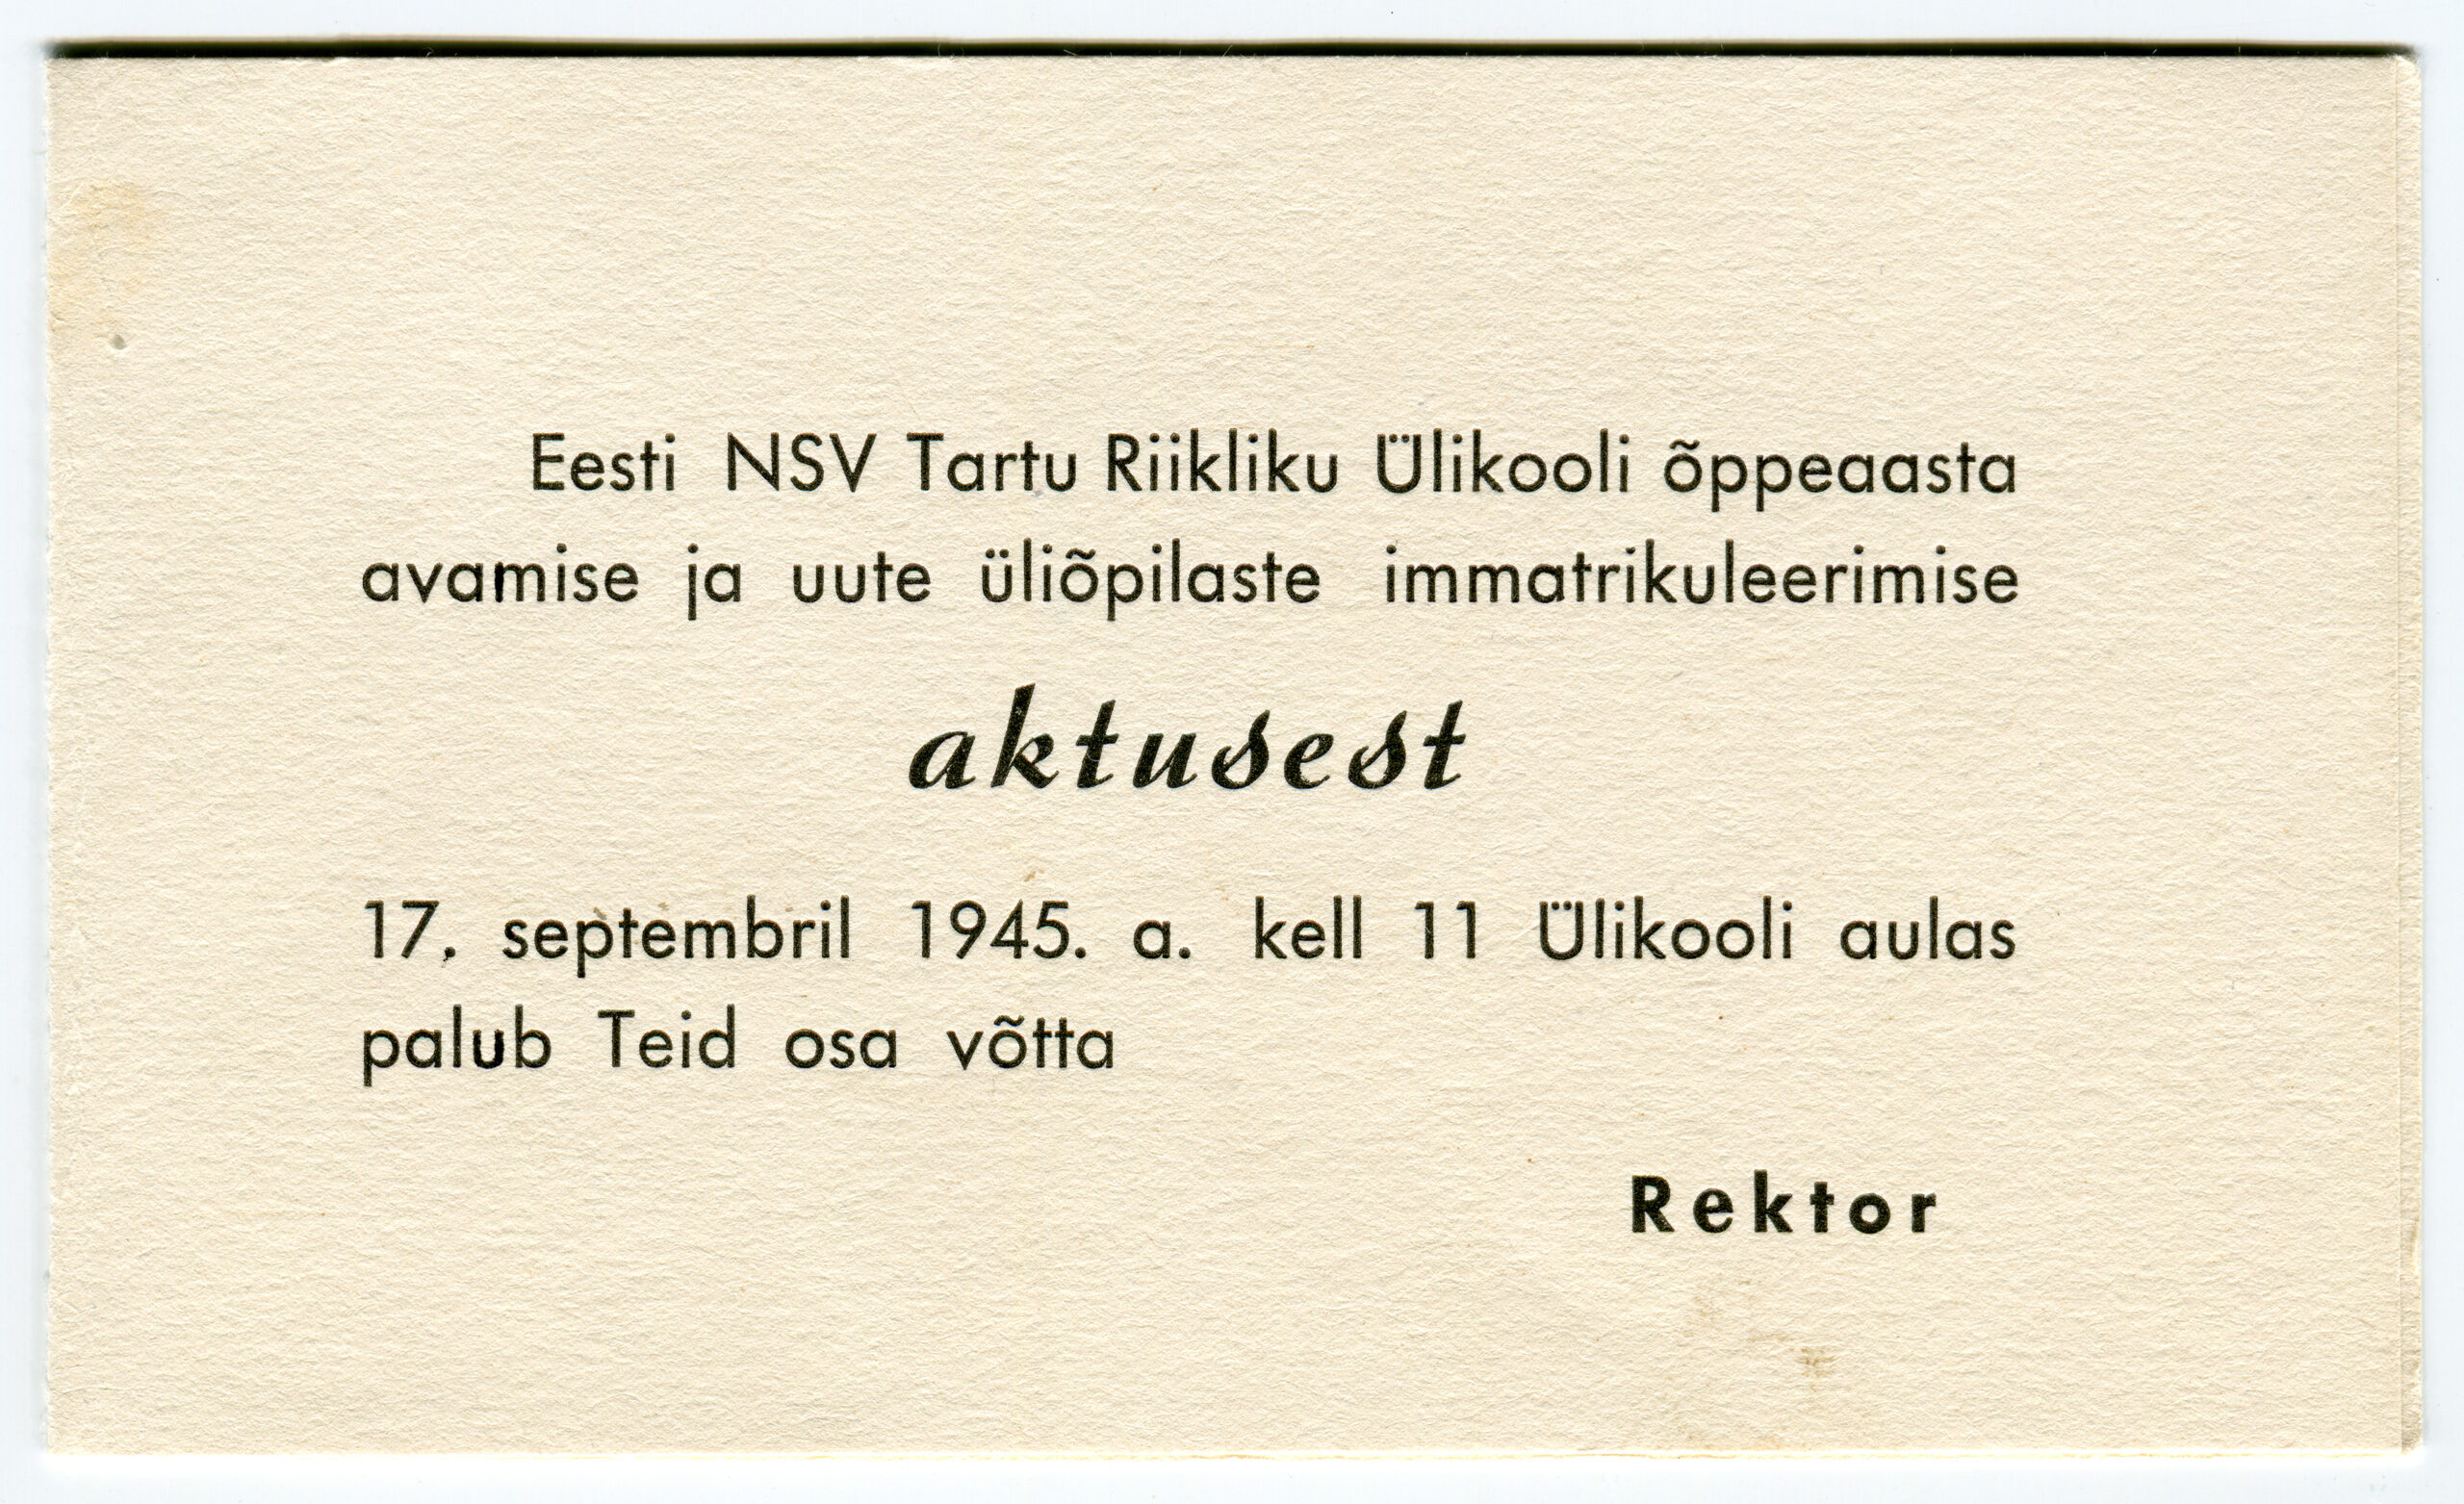 Eesti NSV Tartu Riikliku Ülikooli õppeaasta
avamise ja uute üliõpilaste immatrikuleerimise
aktusest
17. septembril 1945. a. kell 11 Ülikooli aulas
palub Teid osa võtta
Rektor